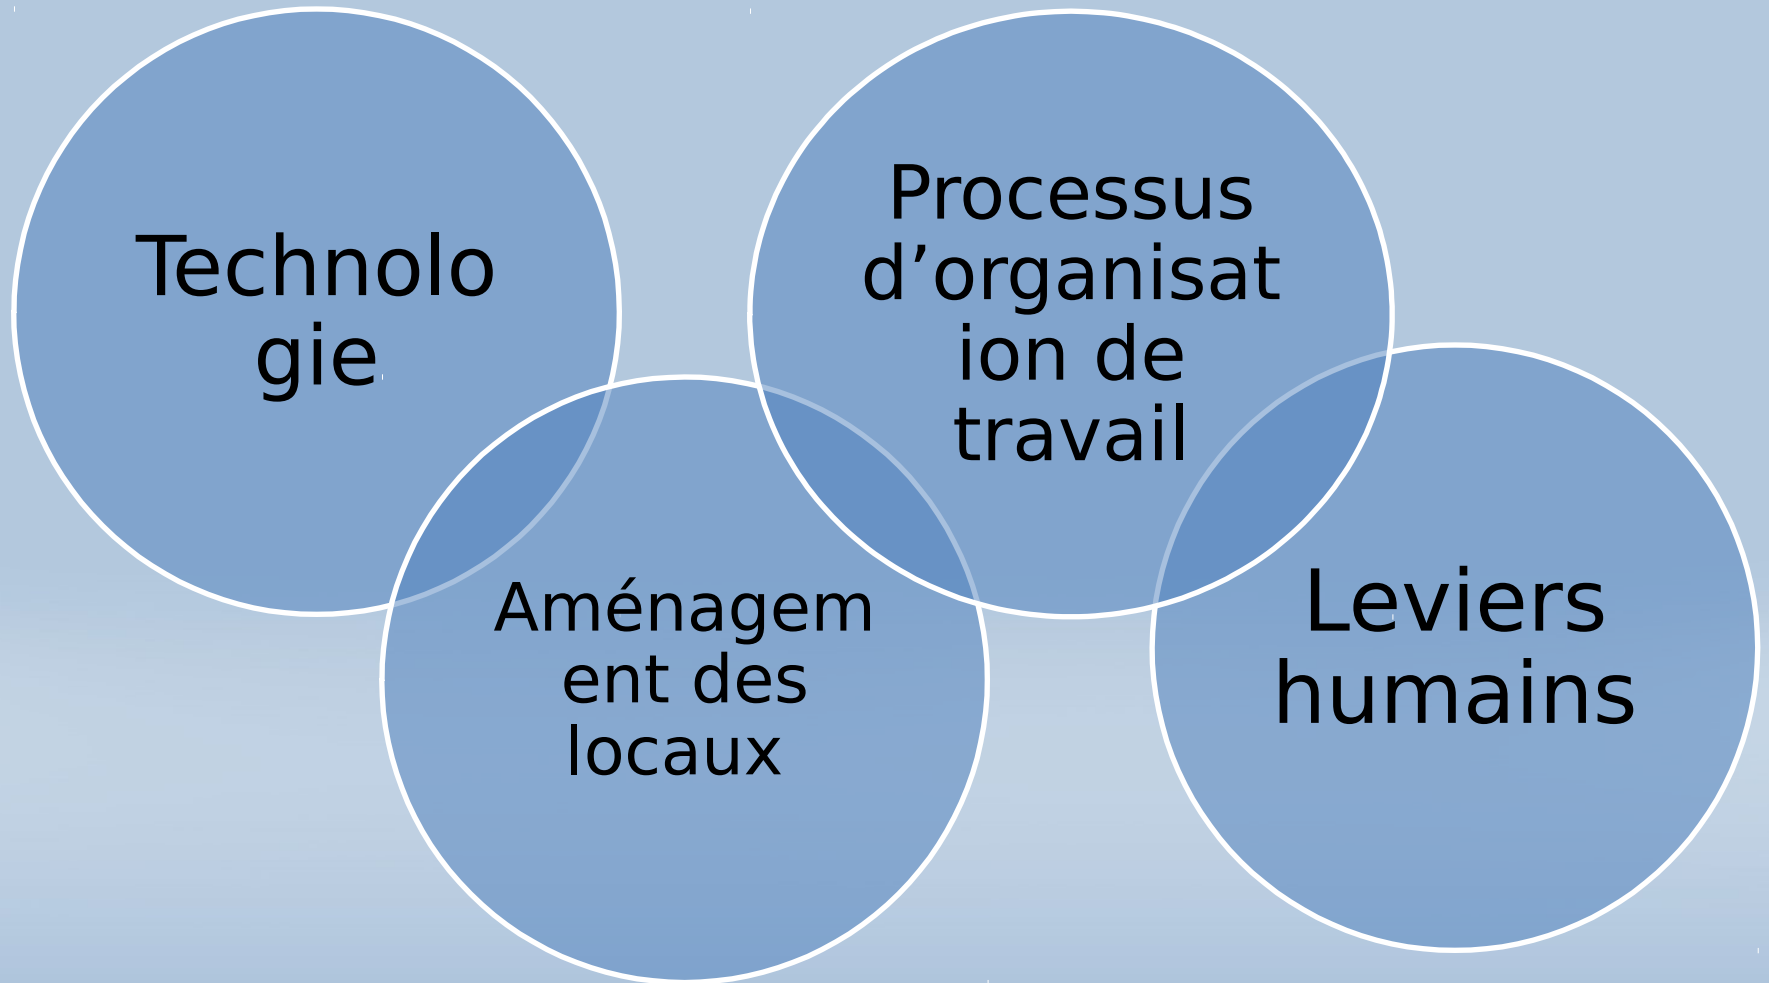 Technolo
gie
Aménagem
ent des
locaux
Processus
d’organisat
ion de
travail
Leviers
humains